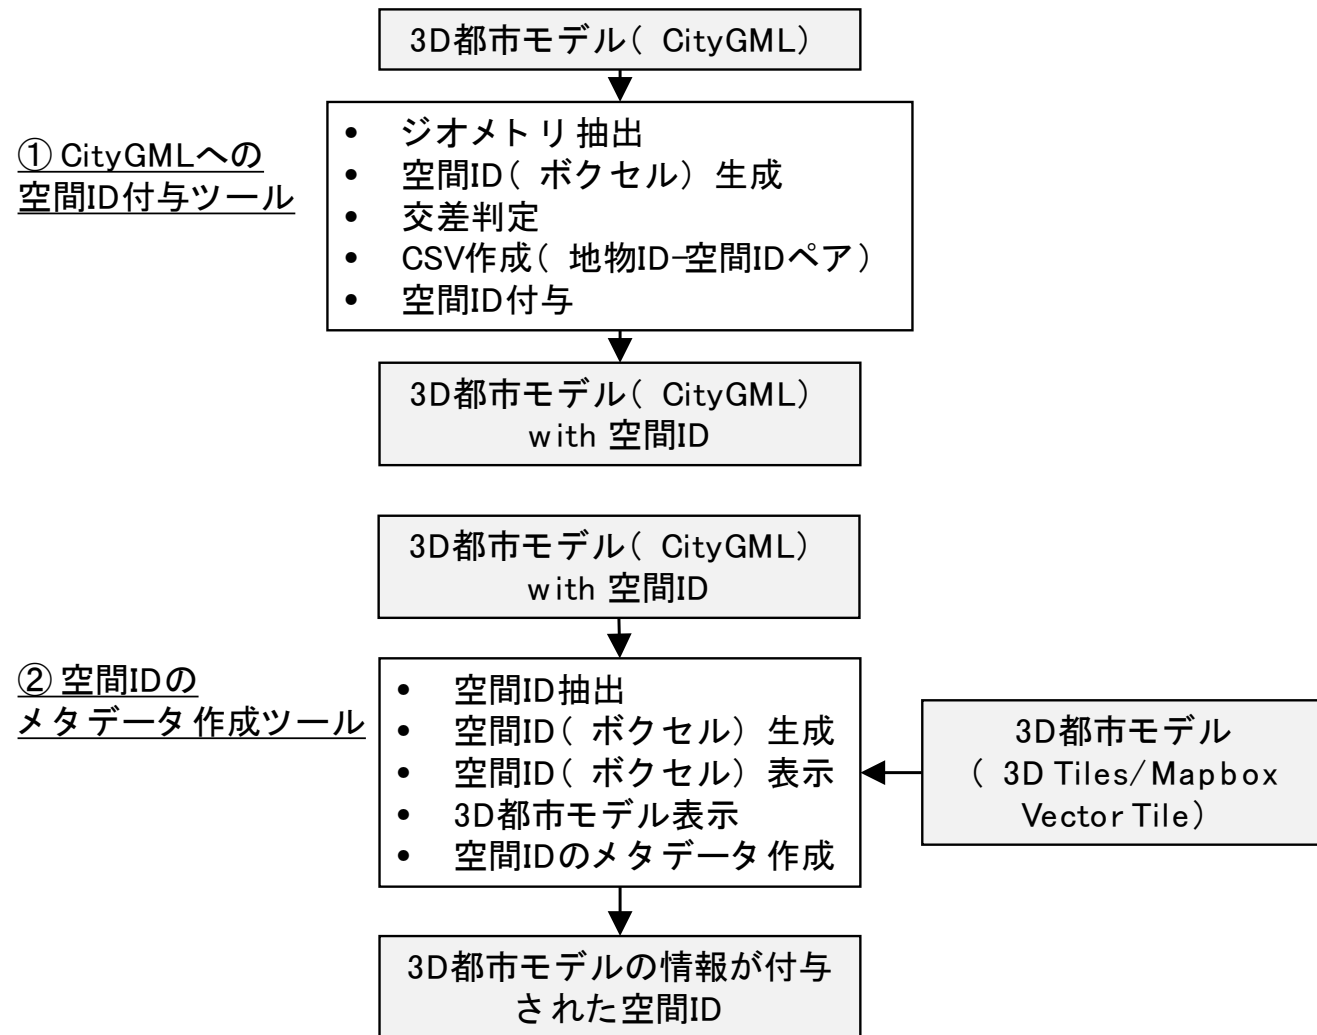 3D都市モデル(CityGML)
① CityGMLへの
空間ID付与ツール
• ジオメトリ抽出
• 空間ID(ボクセル)生成
• 交差判定
• CSV作成(地物ID-空間IDペア)
• 空間ID付与
3D都市モデル(CityGML)
with 空間ID
3D都市モデル(CityGML)
with 空間ID
② 空間IDの
メタデータ作成ツール
• 空間ID抽出
• 空間ID(ボクセル)生成
• 空間ID(ボクセル)表示
• 3D都市モデル表示
• 空間IDのメタデータ作成
3D都市モデル
(3D Tiles/Mapbox
Vector Tile)
3D都市モデルの情報が付与
された空間ID